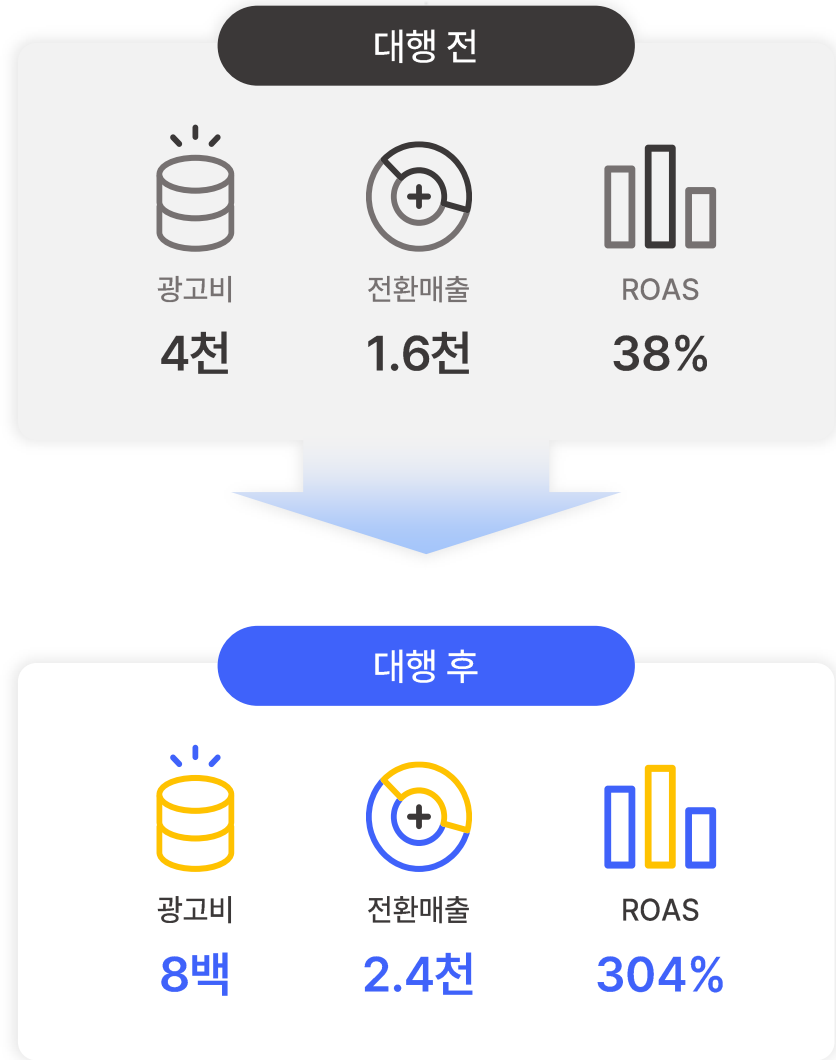 대행 전
광고비 전환매출 ROAS
4천 1.6천 38%
대행 후
광고비 전환매출 ROAS
8백 2.4천 304%